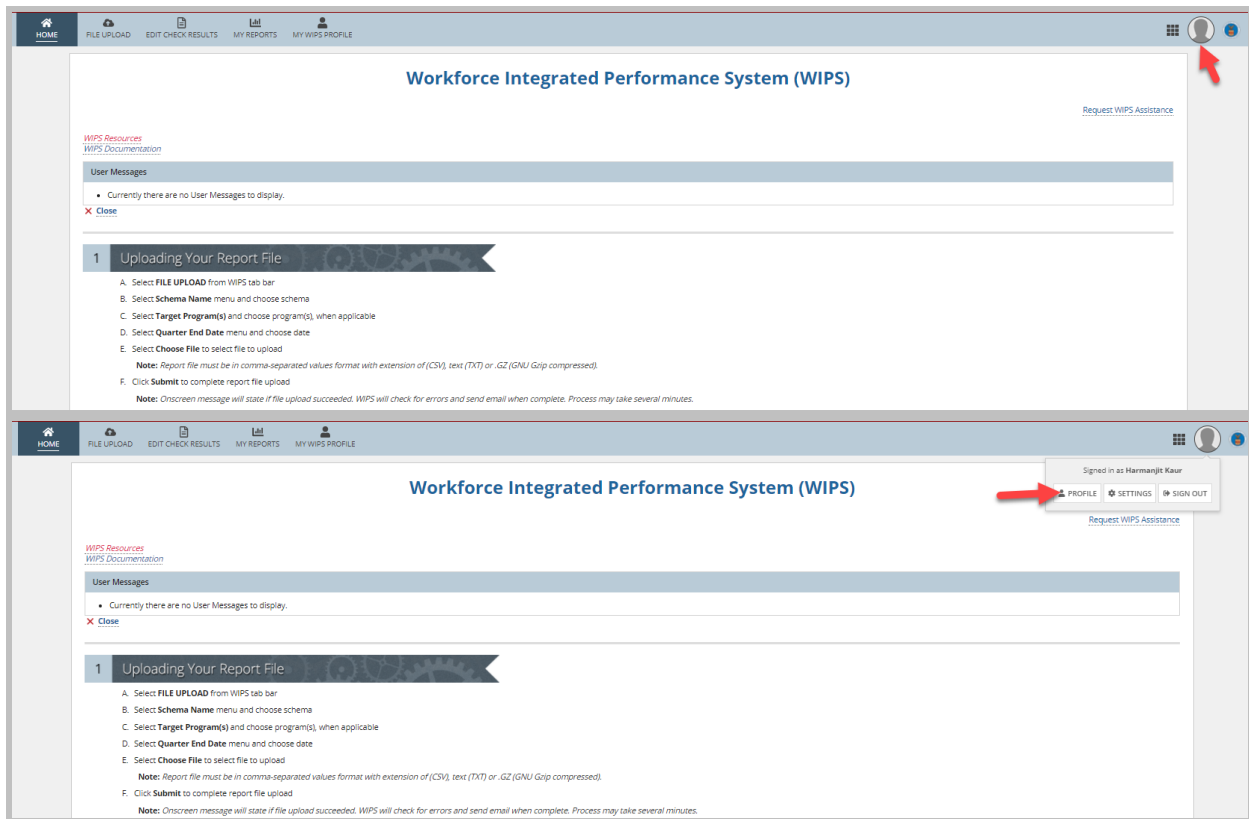 HOME
FILE UPLOAD
EDIT CHECK RESULTS
MY REPORTS
MY WIPS PROFILE
Workforce Integrated Performance System (WIPS)
Request WIPS Assistance
WIPS Resources
WIPS Documentation
User Messages
• Currently there are no User Messages to display.
X Close
1 Uploading Your Report File
A. Select FILE UPLOAD from WIPS tab bar
B. Select Schema Name menu and choose schema
C. Select Target Program(s) and choose program(s), when applicable
D. Select Quarter End Date menu and choose date
E. Select Choose File to select file to upload
Note: Report file must be in comma-separated values format with extension of (CSV), text (TXT) or .GZ (GNU Gzip compressed).
F. Click Submit to complete report file upload
Note: Onscreen message will state if file upload succeeded. WIPS will check for errors and send email when complete. Process may take several minutes.
HOME
FILE UPLOAD
EDIT CHECK RESULTS
MY REPORTS
MY WIPS PROFILE
Signed in as Harmanjit Kaur
PROFILE
SETTINGS
SIGN OUT
Workforce Integrated Performance System (WIPS)
Request WIPS Assistance
WIPS Resources
WIPS Documentation
User Messages
• Currently there are no User Messages to display.
X Close
1 Uploading Your Report File
A. Select FILE UPLOAD from WIPS tab bar
B. Select Schema Name menu and choose schema
C. Select Target Program(s) and choose program(s), when applicable
D. Select Quarter End Date menu and choose date
E. Select Choose File to select file to upload
Note: Report file must be in comma-separated values format with extension of (CSV), text (TXT) or .GZ (GNU Gzip compressed).
F. Click Submit to complete report file upload
Note: Onscreen message will state if file upload succeeded. WIPS will check for errors and send email when complete. Process may take several minutes.